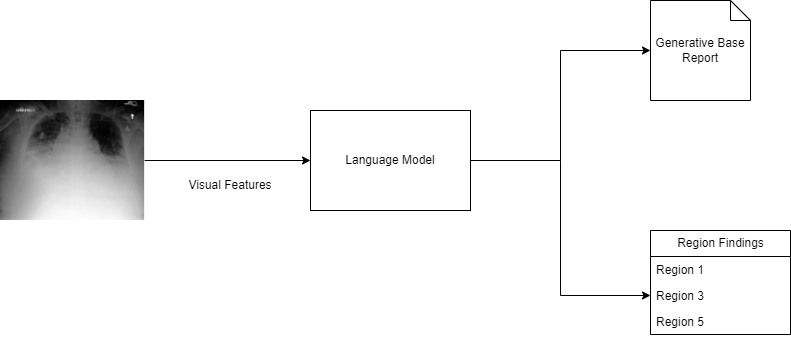 Visual Features
Language Model
Generative Base
Report
Region Findings
Region 1
Region 3
Region 5